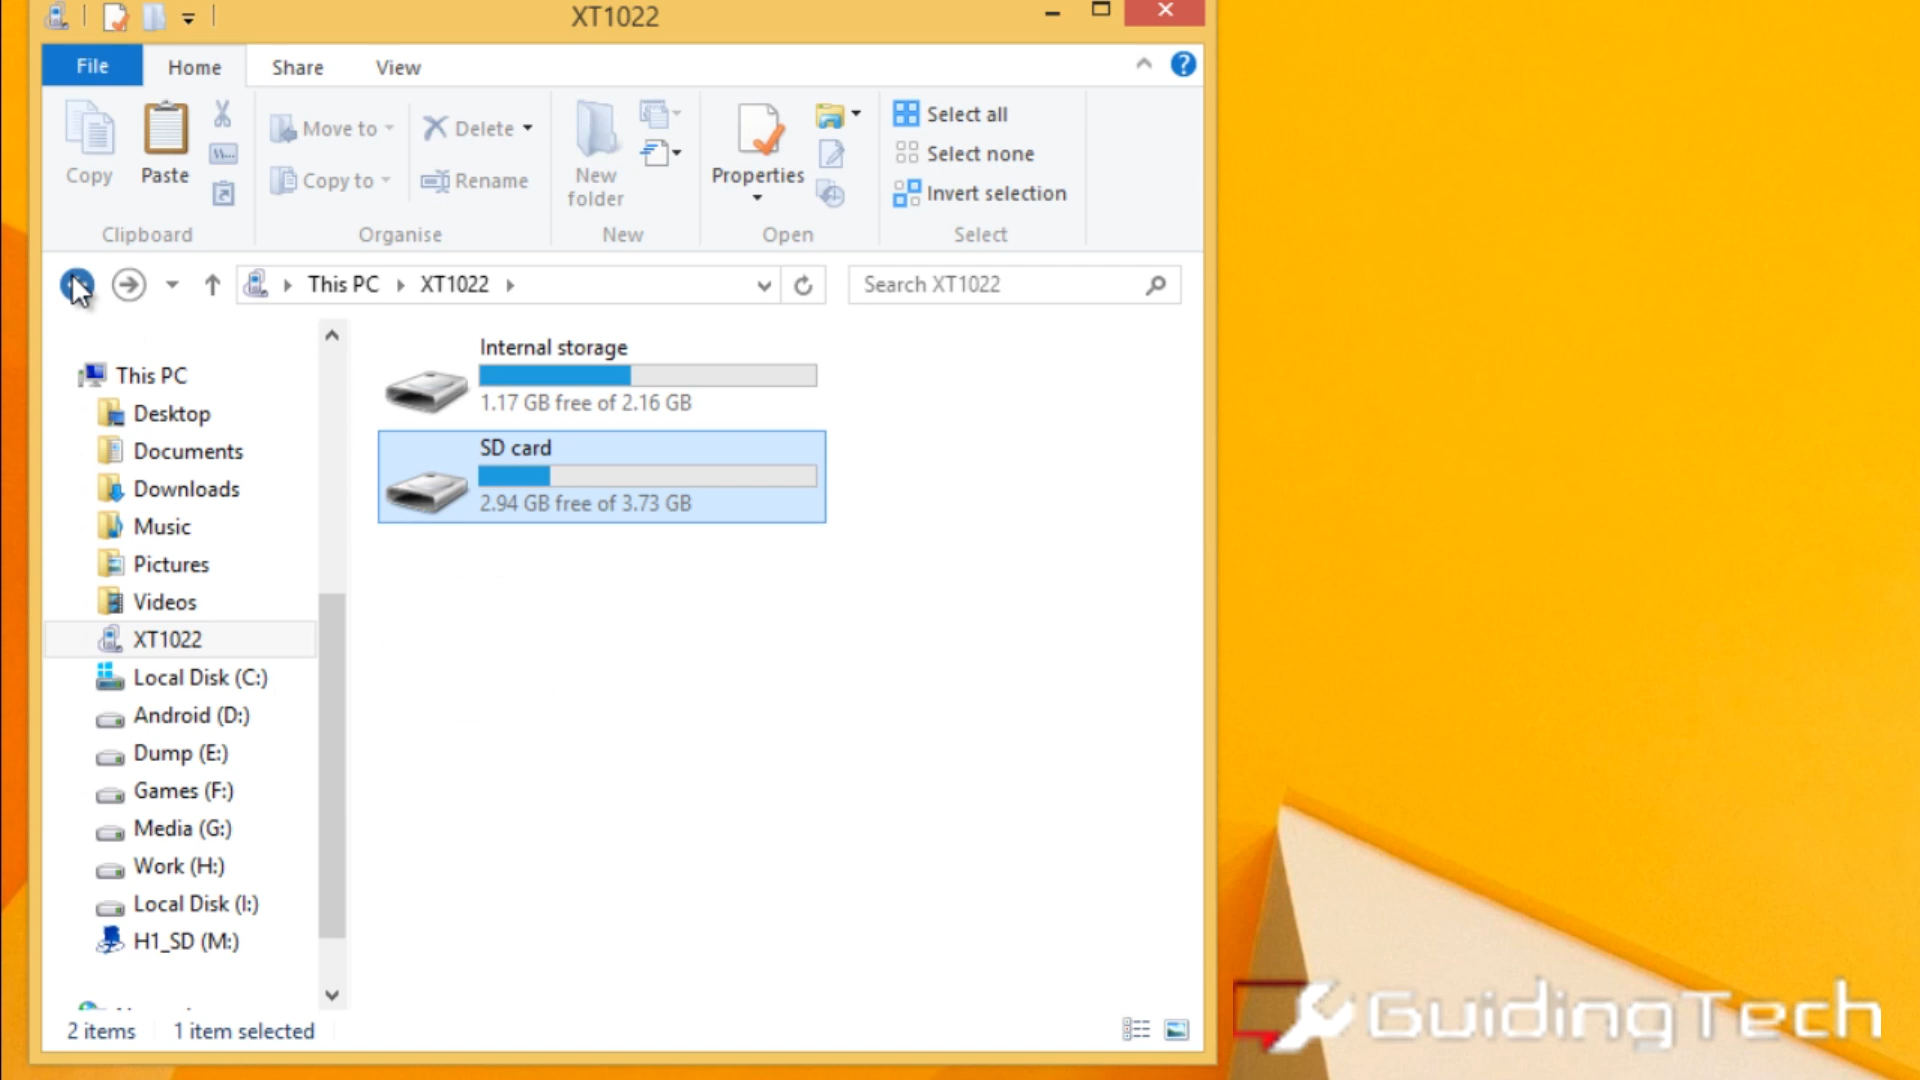 XT1022
File Home Share View
Copy
Paste
Move to
Copy to
Delete
Rename
New
folder
Properties
Select all
Select none
Invert selection
Clipboard Organise New Open Select
This PC XT1022
Search XT1022
This PC
Desktop
Documents
Downloads
Music
Pictures
Videos
XT1022
Local Disk (C:)
Android (D:)
Dump (E:)
Games (F:)
Media (G:)
Work (H:)
Local Disk (I:)
H1_SD (M:)
Internal storage
1.17 GB free of 2.16 GB
SD card
2.94 GB free of 3.73 GB
2 items 1 item selected
GuidingTech